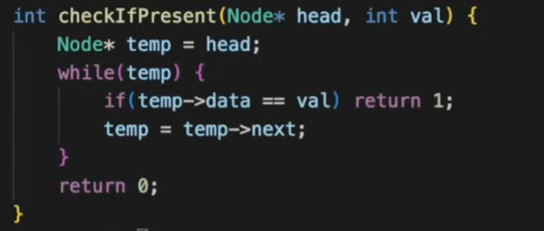 int checkIfPresent(Node* head, int val) {
    Node* temp = head;
    while(temp) {
        if(temp->data == val) return 1;
        temp = temp->next;
    }
    return 0;
}